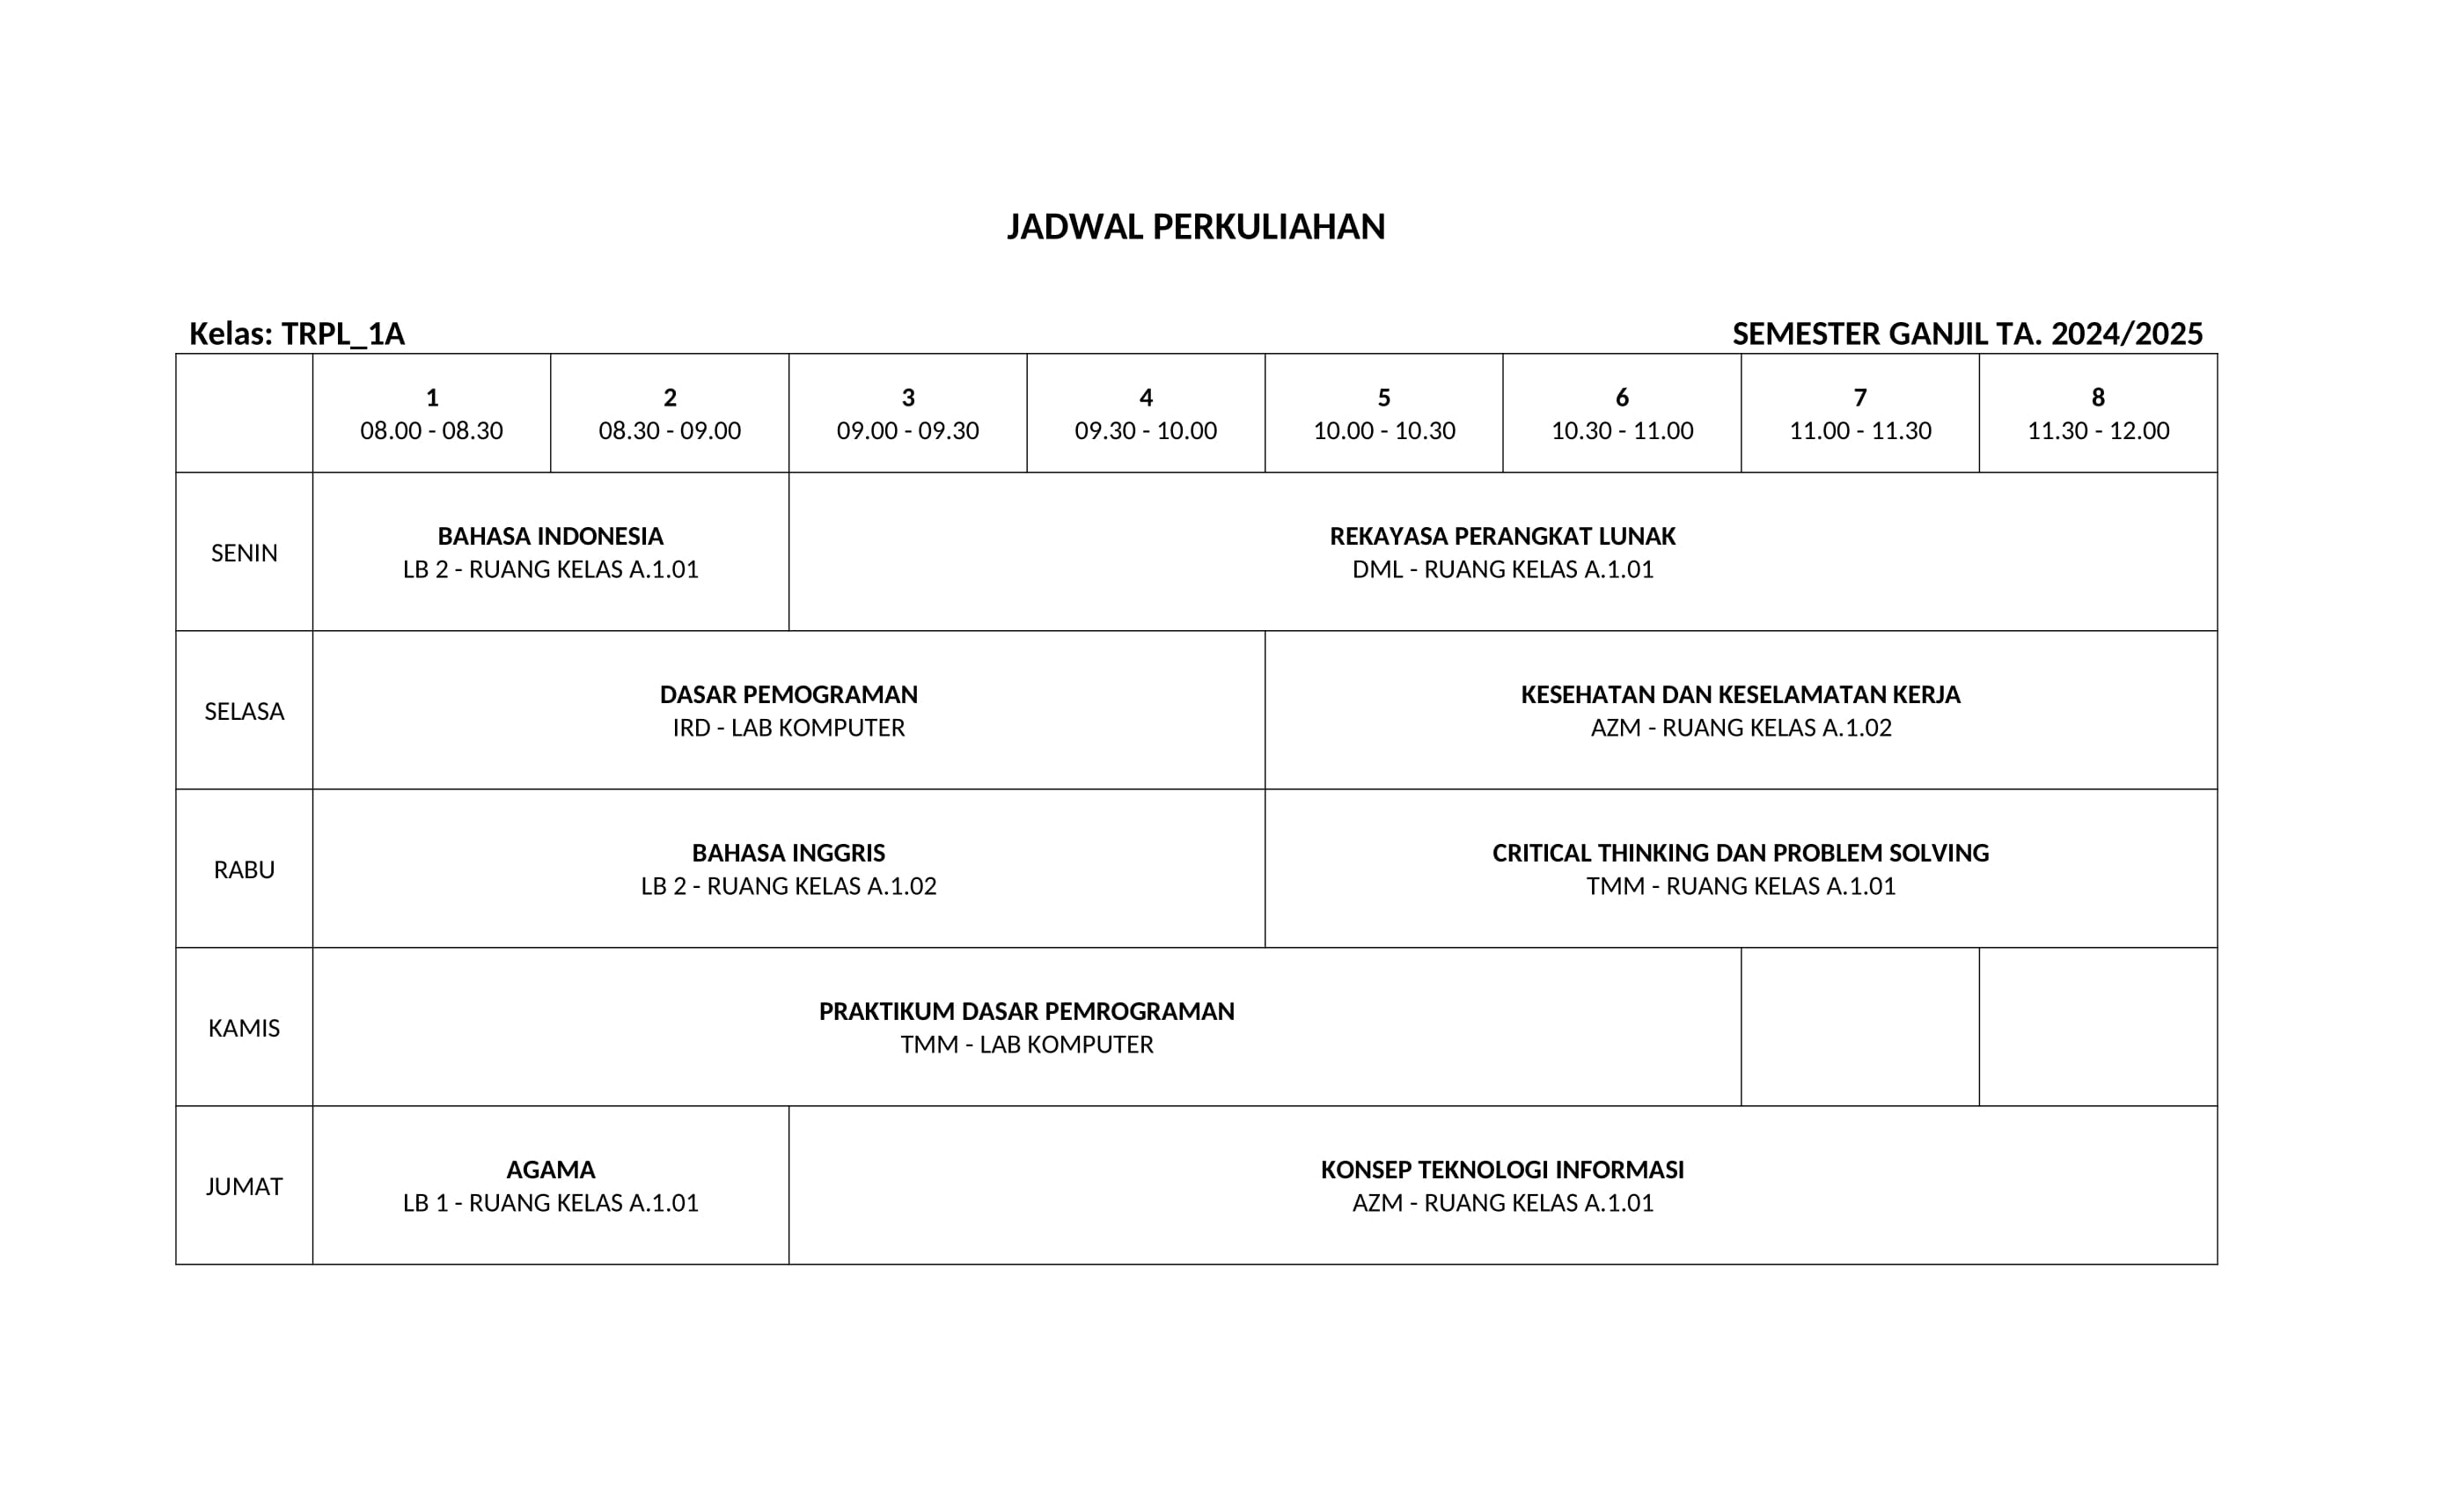 JADWAL PERKULIAHAN
Kelas: TRPL_1A
SEMESTER GANJIL TA. 2024/2025
1
08.00 - 08.30
2
08.30 - 09.00
3
09.00 - 09.30
4
09.30 - 10.00
5
10.00 - 10.30
6
10.30 - 11.00
7
11.00 - 11.30
8
11.30 - 12.00
SENIN
BAHASA INDONESIA
LB 2 - RUANG KELAS A.1.01
REKAYASA PERANGKAT LUNAK
DML - RUANG KELAS A.1.01
SELASA
DASAR PEMOGRAMAN
IRD - LAB KOMPUTER
KESEHATAN DAN KESELAMATAN KERJA
AZM - RUANG KELAS A.1.02
RABU
BAHASA INGGRIS
LB 2 - RUANG KELAS A.1.02
CRITICAL THINKING DAN PROBLEM SOLVING
TMM - RUANG KELAS A.1.01
KAMIS
PRAKTIKUM DASAR PEMROGRAMAN
TMM - LAB KOMPUTER
JUMAT
AGAMA
LB 1 - RUANG KELAS A.1.01
KONSEP TEKNOLOGI INFORMASI
AZM - RUANG KELAS A.1.01